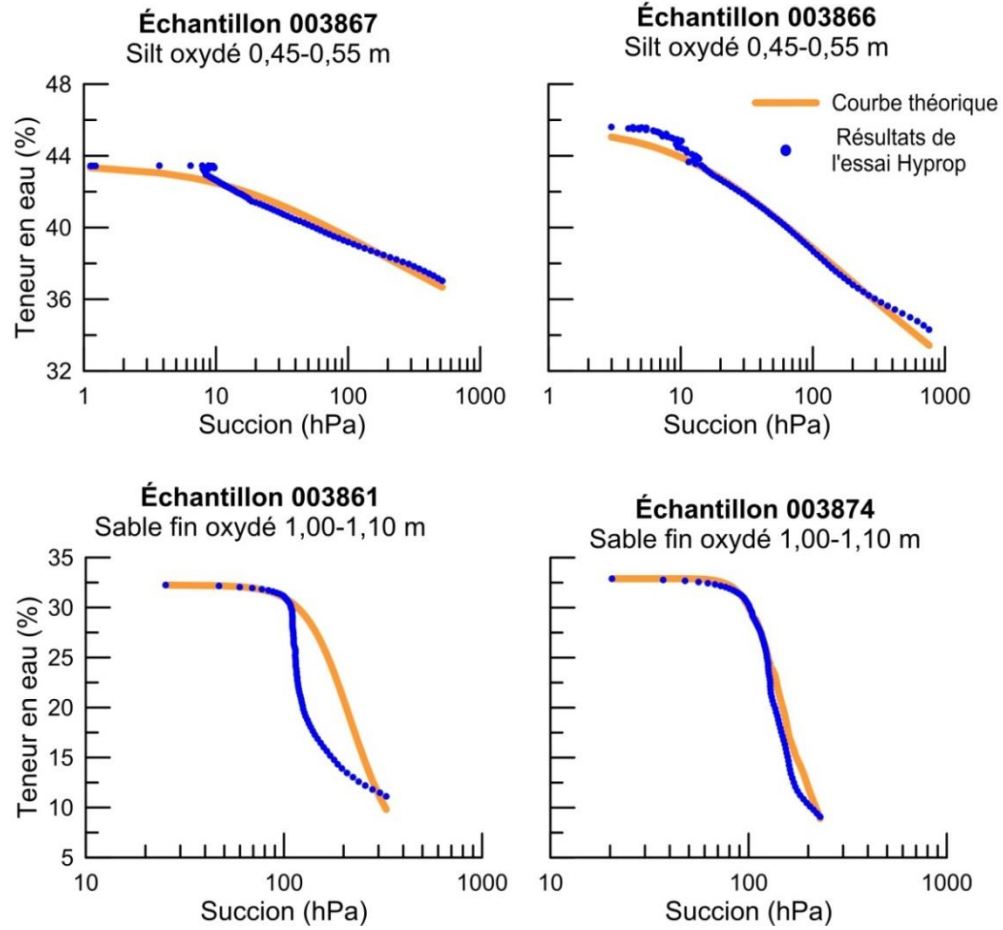 Échantillon 003867
Silt oxydé 0,45-0,55 m
Échantillon 003866
Silt oxydé 0,45-0,55 m
48
44
40
36
32
Teneur en eau (%)
1
10
100
1000
Succion (hPa)
Courbe théorique
Résultats de
l'essai Hyprop
1
10
100
1000
Succion (hPa)
Échantillon 003861
Sable fin oxydé 1,00-1,10 m
Échantillon 003874
Sable fin oxydé 1,00-1,10 m
35
30
25
20
15
10
5
Teneur en eau (%)
10
100
1000
Succion (hPa)
10
100
1000
Succion (hPa)